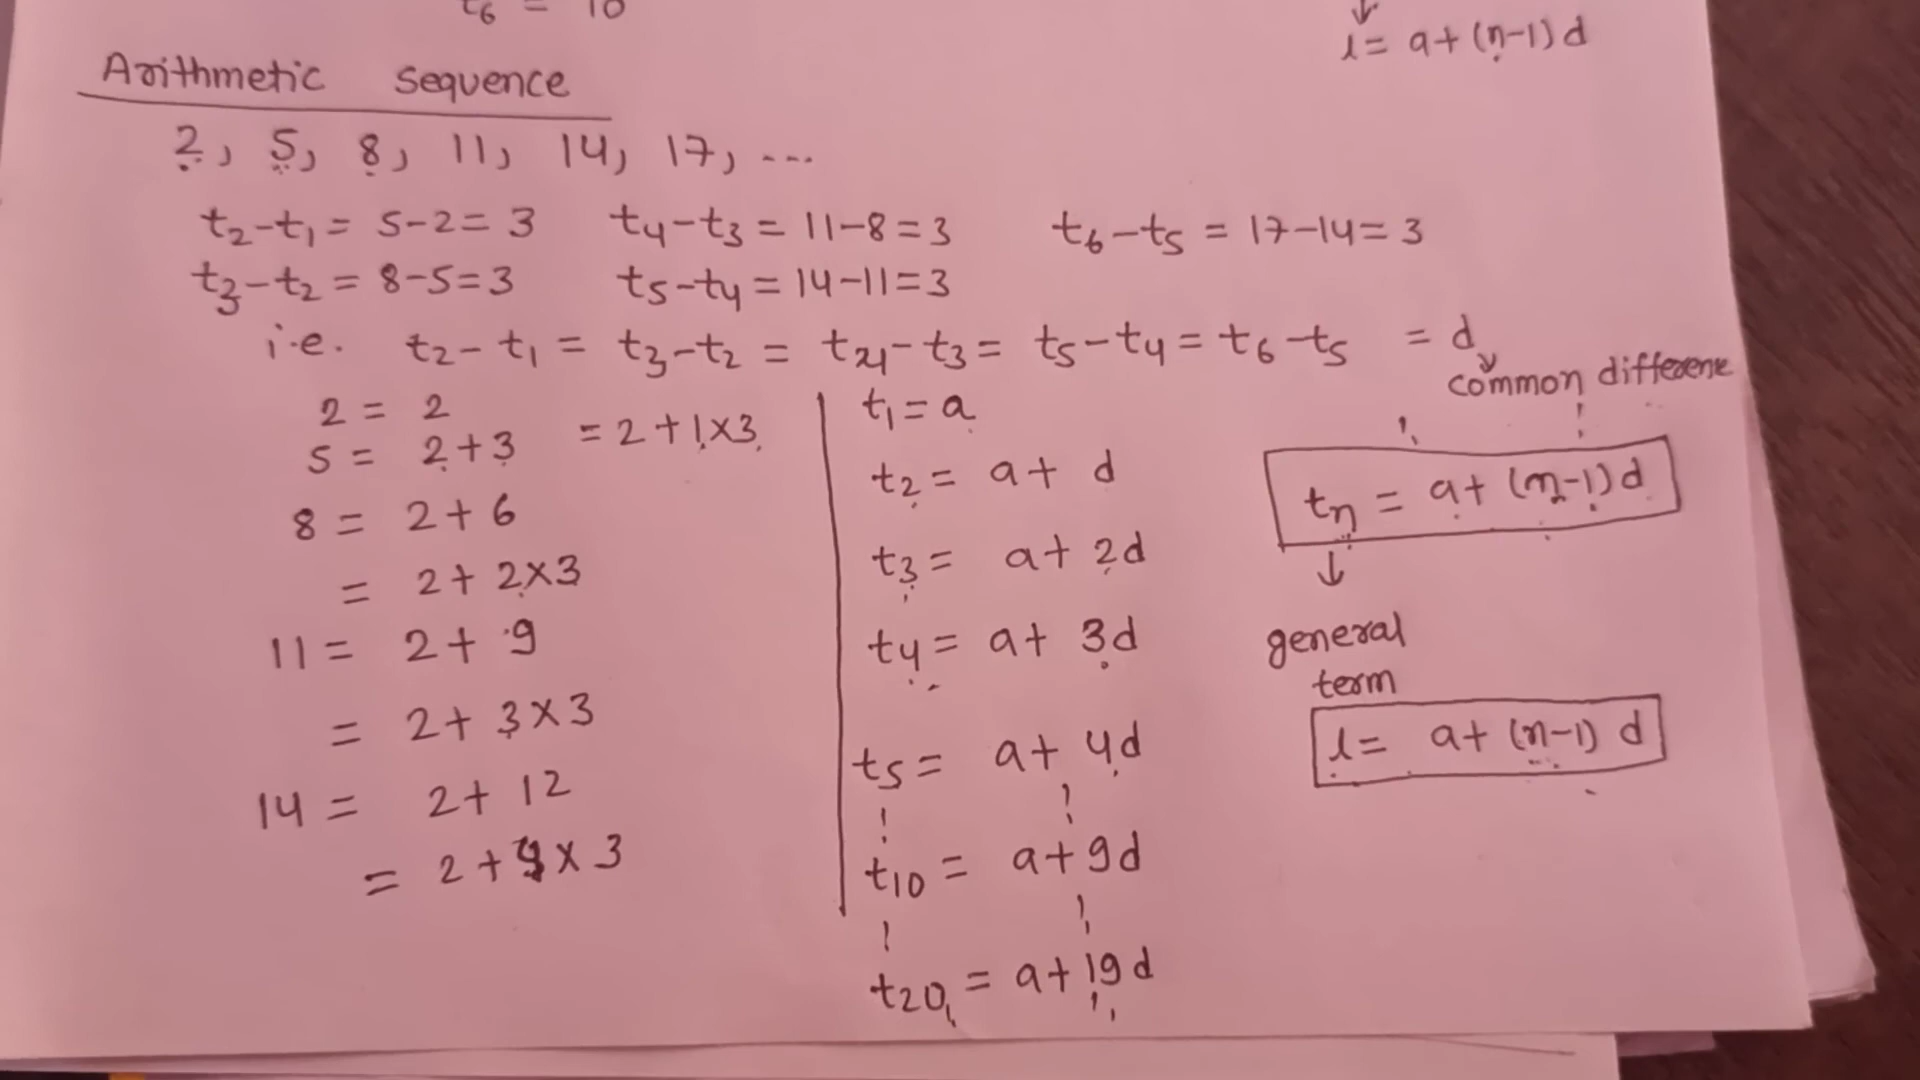 t6 = 10
l = a+(n-1)d
Arithmetic sequence
2, 5, 8, 11, 14, 17, ...
t2-t1 = 5-2 = 3 t4-t3 = 11-8 = 3 t6-t5 = 17-14 = 3
t3-t2 = 8-5=3 t5-t4 = 14-11=3
i.e. t2-t1 = t3-t2 = t4-t3 = t5-t4 = t6-t5 = d
common difference
2 = 2
5 = 2+3 = 2+1×3
8 = 2+6
= 2+2×3
11 = 2+9
= 2+3×3
14 = 2+12
= 2+4×3
t1 = a
t2 = a+d
t3 = a+2d
t4 = a+3d
t5 = a+4d
t10 = a+9d
t20 = a+19d
tn = a+(n-1)d
↓
general
term
l = a+(n-1)d